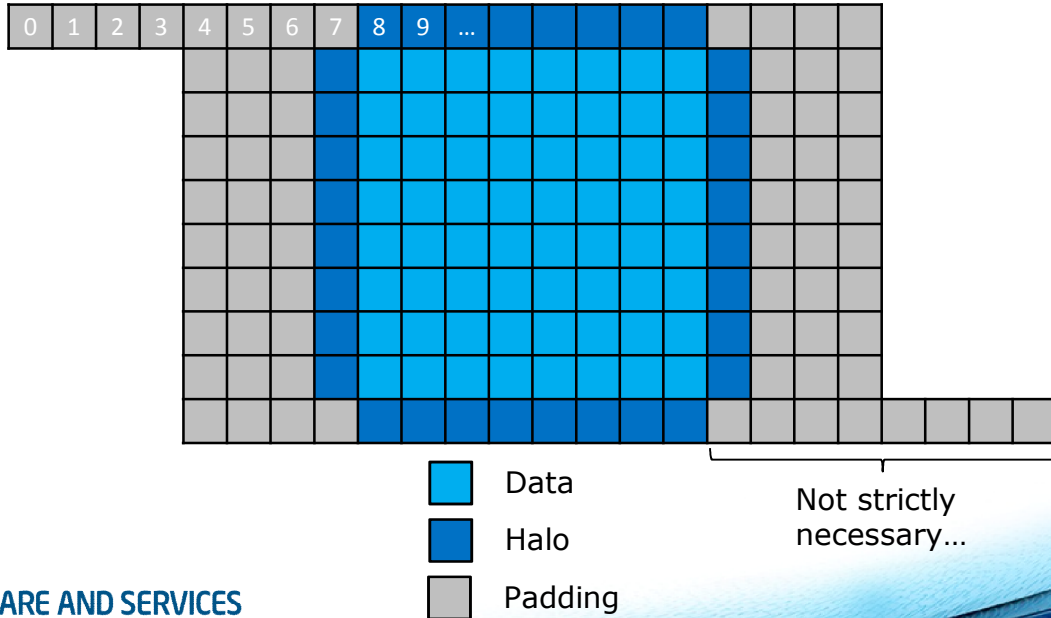 0 1 2 3 4 5 6 7 8 9 …
Data
Halo
Padding
Not strictly
necessary…
ARE AND SERVICES